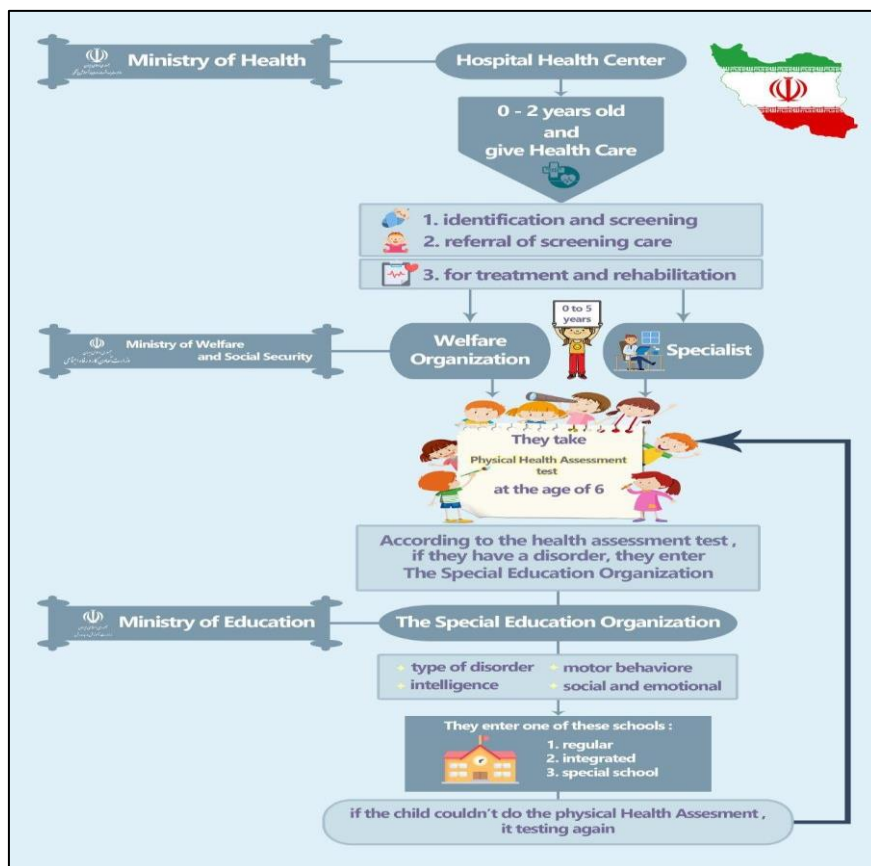 Ministry of Health
Hospital Health Center
0 - 2 years old
and
give Health Care
1. identification and screening
2. referral of screening care
3. for treatment and rehabilitation
0 to 5
years
Ministry of Welfare
and Social Security
Welfare
Organization
Specialist
They take
Physical Health Assessment
test
at the age of 6
According to the health assessment test ,
if they have a disorder, they enter
The Special Education Organization
Ministry of Education
The Special Education Organization
type of disorder
motor behaviore
intelligence
social and emotional
They enter one of these schools :
1. regular
2. integrated
3. special school
if the child couldn't do the physical Health Assesment ,
it testing again